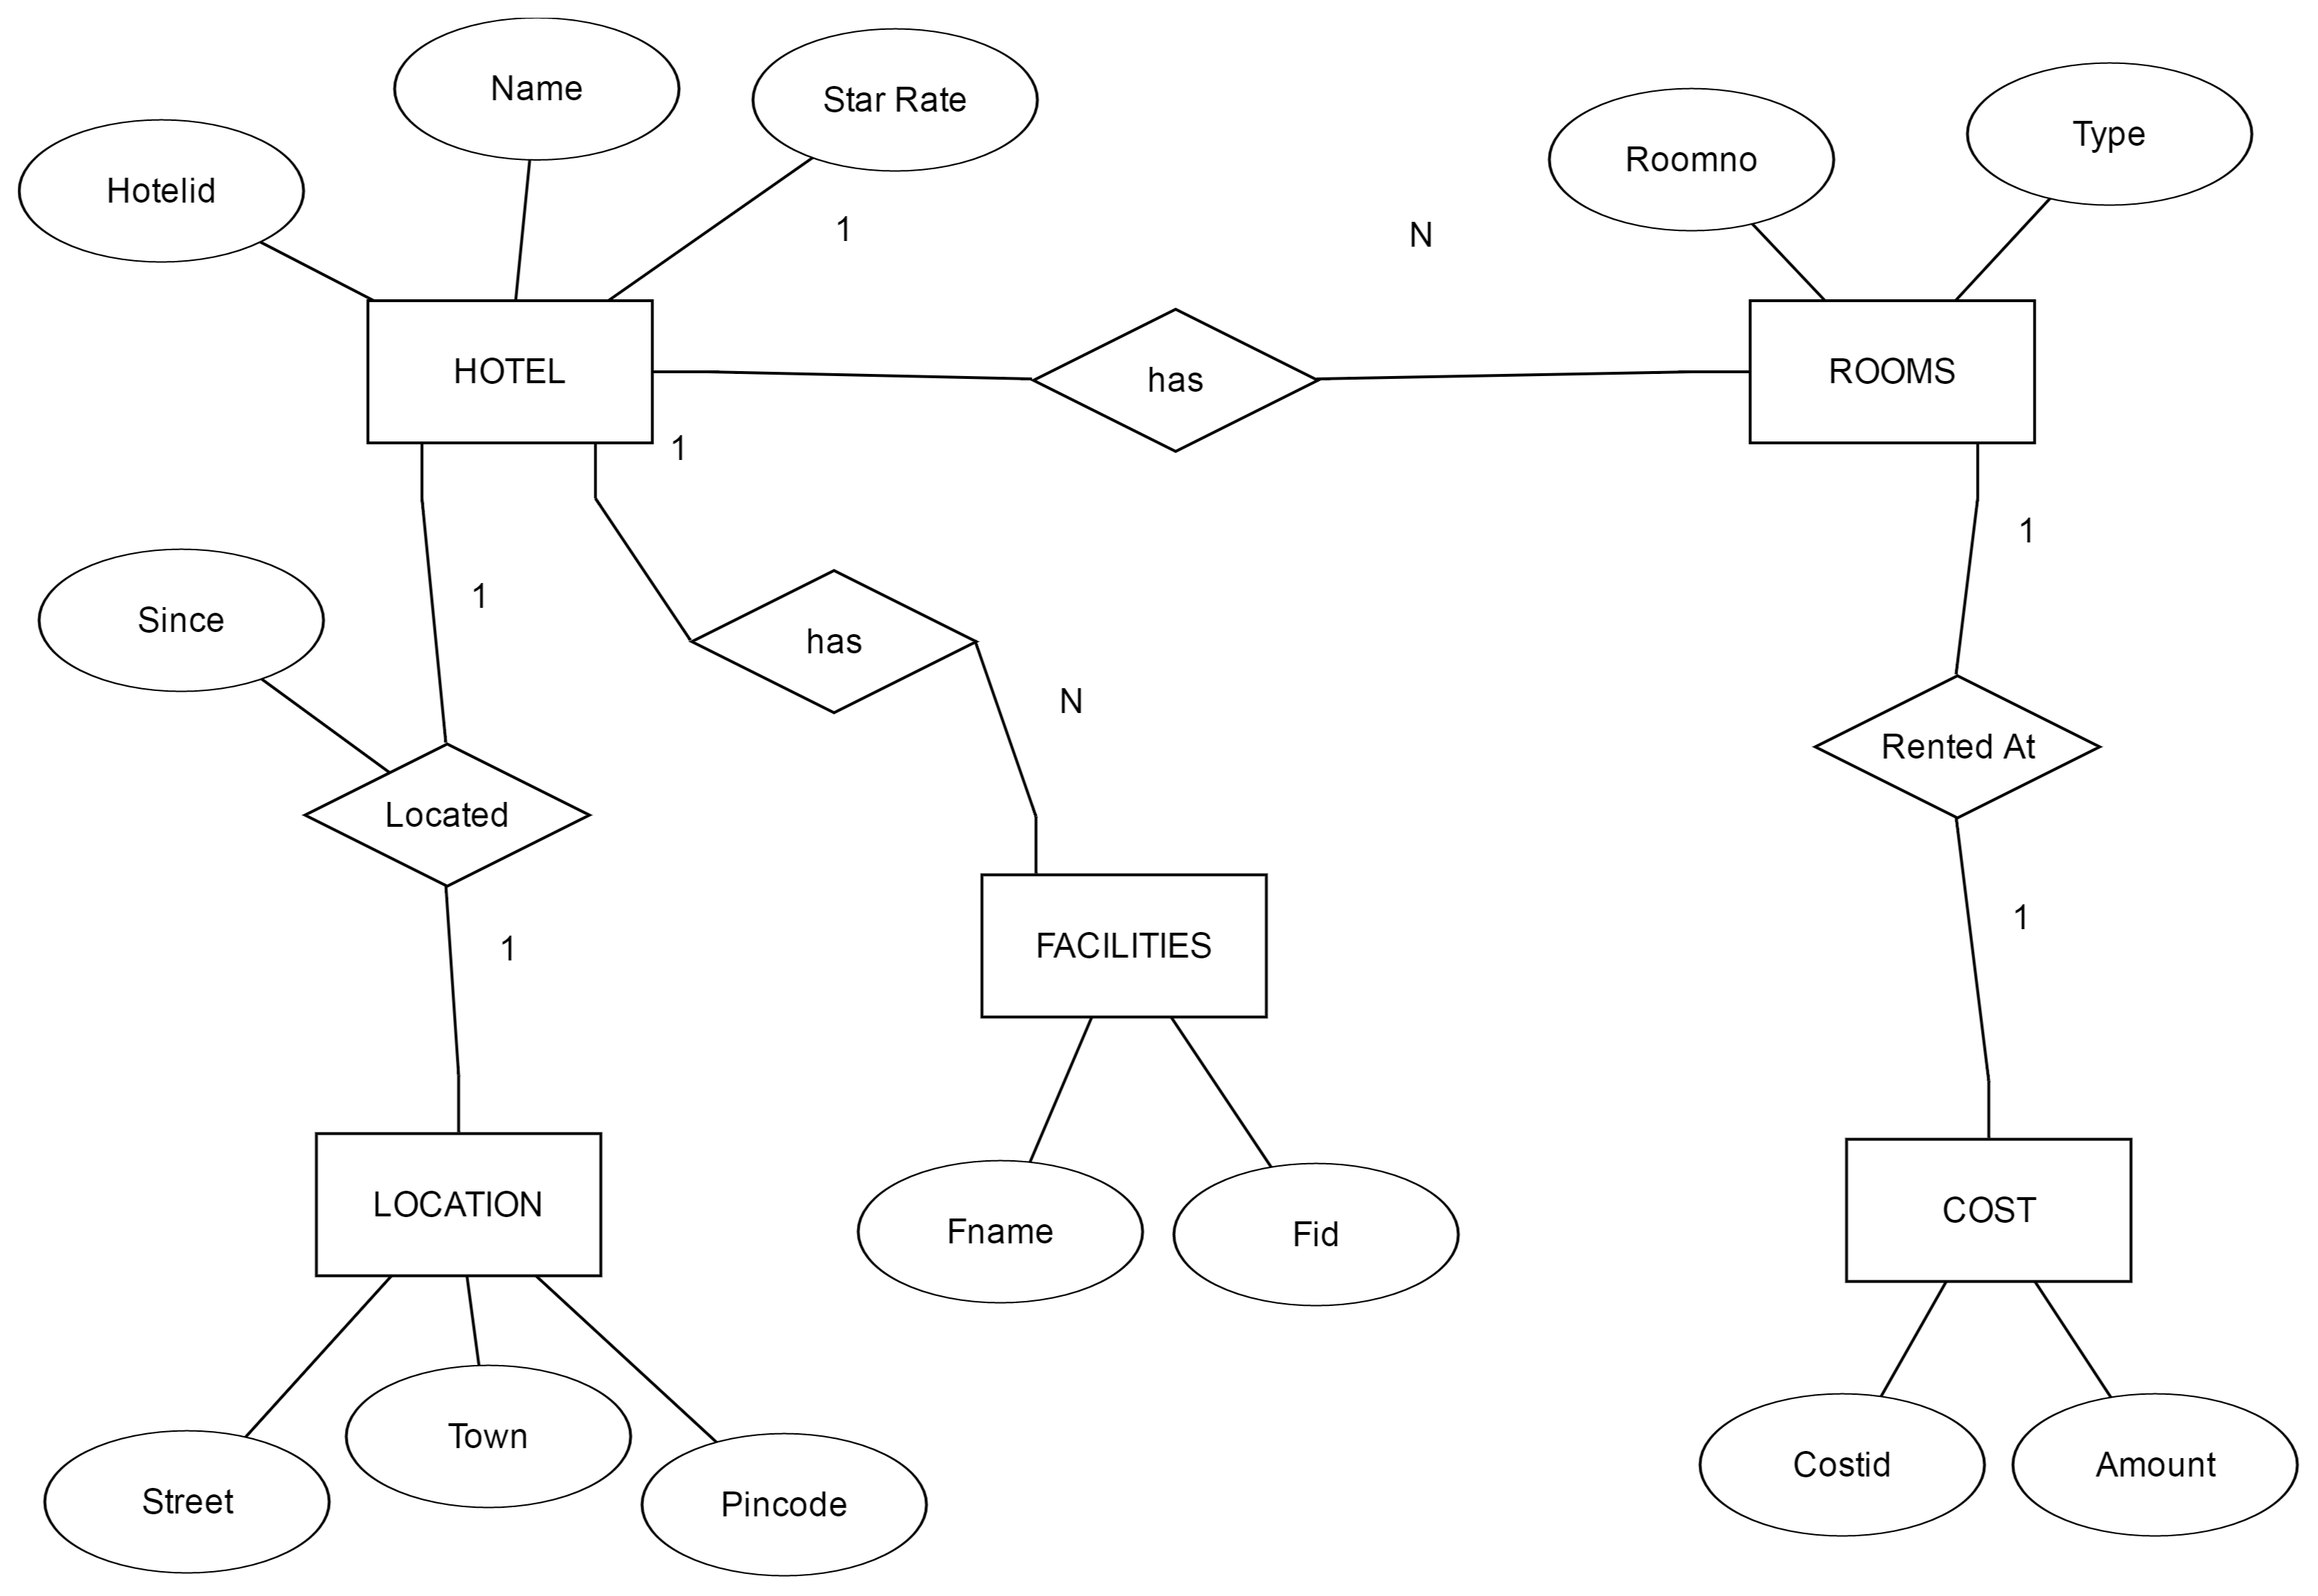 Name
Star Rate
Type
Roomno
Hotelid
1
N
HOTEL
has
ROOMS
1
1
1
Since
has
N
Rented At
Located
1
1
FACILITIES
LOCATION
COST
Fname
Fid
Town
Costid
Amount
Street
Pincode